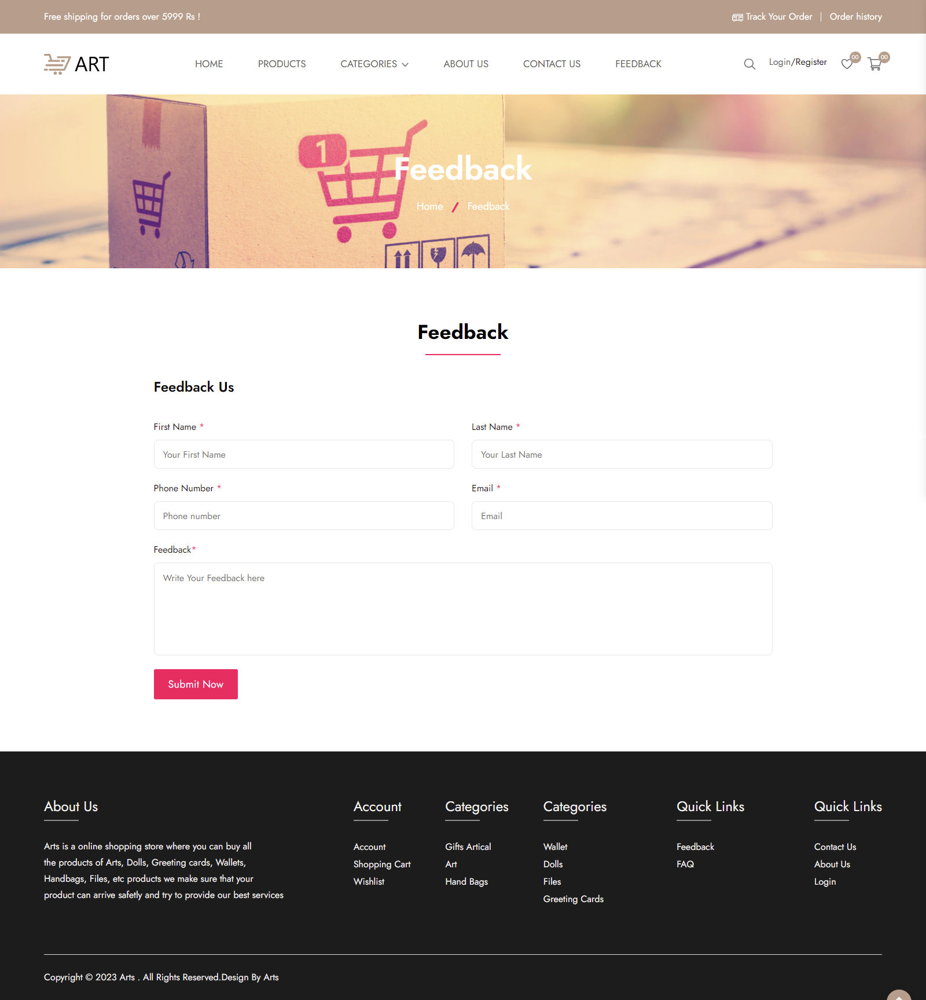 Free shipping for orders over 5999 Rs !
Track Your Order
Order history
ART
HOME
PRODUCTS
CATEGORIES
ABOUT US
CONTACT US
FEEDBACK
Login/Register
00
00
1
Feedback
Home / Feedback
Feedback
Feedback Us
First Name *
Last Name *
Your First Name
Your Last Name
Phone Number *
Email *
Phone number
Email
Feedback*
Write Your Feedback here
Submit Now
About Us
Arts is a online shopping store where you can buy all
the products of Arts, Dolls, Greeting cards, Wallets,
Handbags, Files, etc products we make sure that your
product can arrive safetly and try to provide our best services
Account
Account
Shopping Cart
Wishlist
Categories
Gifts Artical
Art
Hand Bags
Categories
Wallet
Dolls
Files
Greeting Cards
Quick Links
Feedback
FAQ
Quick Links
Contact Us
About Us
Login
Copyright © 2023 Arts . All Rights Reserved.Design By Arts